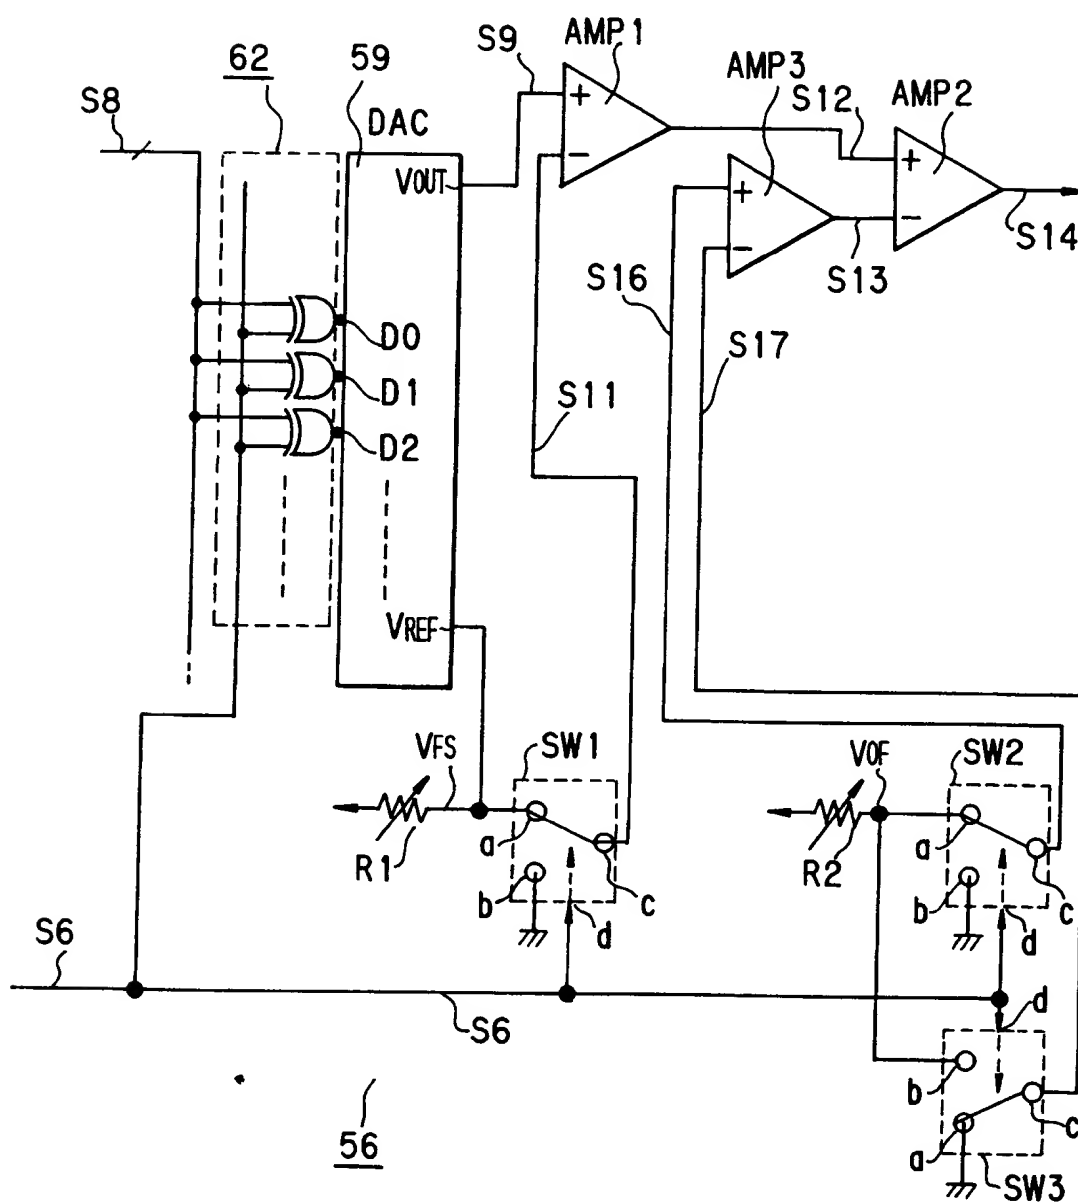 AMP1
S9
59
62
AMP3
S8
DAC
S12
AMP2
VOUT
S14
S16
S13
D0
S17
D1
S11
D2
VREF
VFS
SW1
VOF
SW2
a
a
R1
R2
b
c
b
c
S6
d
d
d
S6
b
c
56
a
SW3